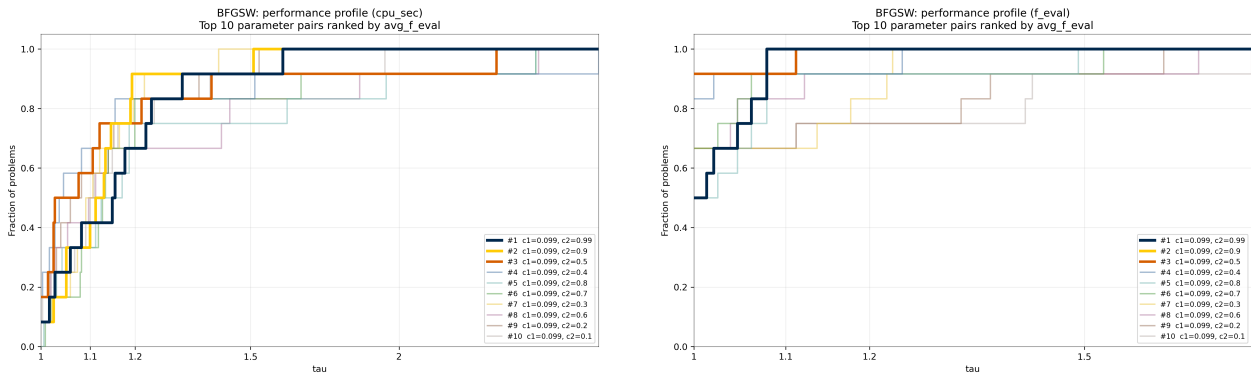 BFGSW: performance profile (cpu_sec)
Top 10 parameter pairs ranked by avg_f_eval
Fraction of problems
1.0
0.8
0.6
0.4
0.2
0.0
#1 c1=0.099, c2=0.99
#2 c1=0.099, c2=0.9
#3 c1=0.099, c2=0.5
#4 c1=0.099, c2=0.4
#5 c1=0.099, c2=0.8
#6 c1=0.099, c2=0.7
#7 c1=0.099, c2=0.3
#8 c1=0.099, c2=0.6
#9 c1=0.099, c2=0.2
#10 c1=0.099, c2=0.1
1 1.1 1.2 1.5 2
tau
BFGSW: performance profile (f_eval)
Top 10 parameter pairs ranked by avg_f_eval
Fraction of problems
1.0
0.8
0.6
0.4
0.2
0.0
#1 c1=0.099, c2=0.99
#2 c1=0.099, c2=0.9
#3 c1=0.099, c2=0.5
#4 c1=0.099, c2=0.4
#5 c1=0.099, c2=0.8
#6 c1=0.099, c2=0.7
#7 c1=0.099, c2=0.3
#8 c1=0.099, c2=0.6
#9 c1=0.099, c2=0.2
#10 c1=0.099, c2=0.1
1 1.1 1.2 1.5
tau